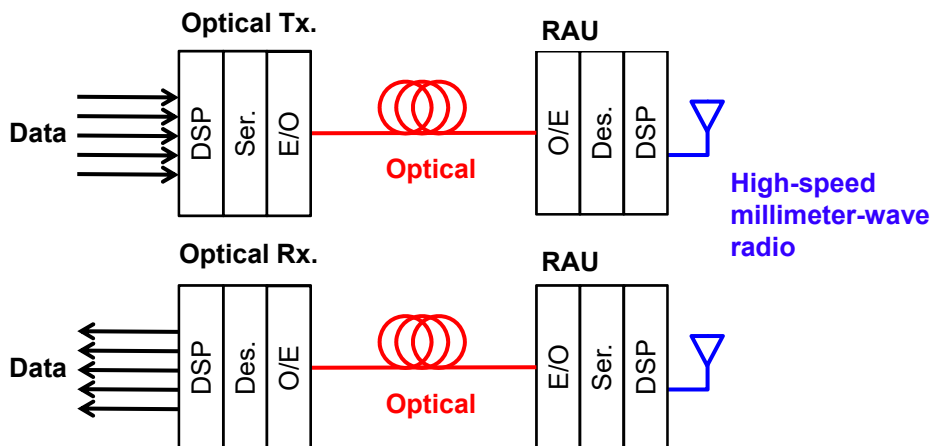 Optical Tx.
RAU
Data
DSP
Ser.
E/O
Optical
O/E
Des.
DSP
High-speed
millimeter-wave
radio
Optical Rx.
RAU
Data
DSP
Des.
O/E
Optical
E/O
Ser.
DSP